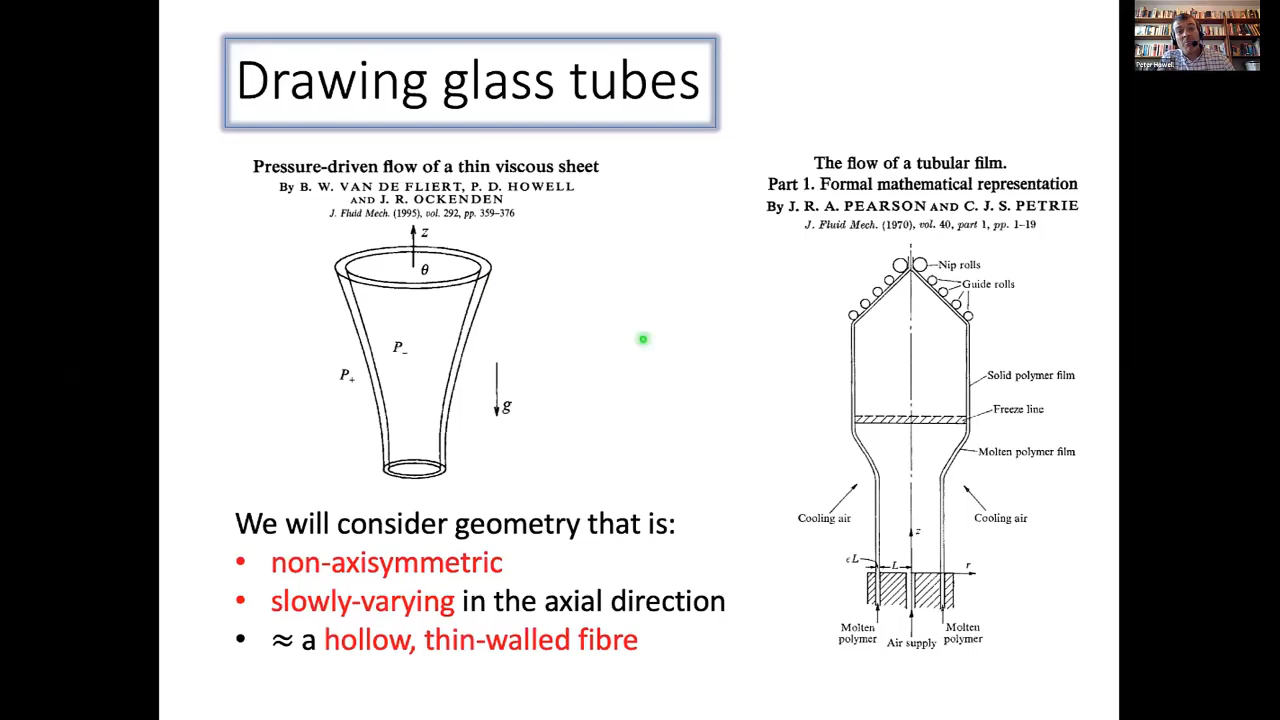 Drawing glass tubes
Pressure-driven flow of a thin viscous sheet
By B. W. VAN DE FLIERT, P. D. HOWELL
AND J. R. OCKENDEN
J. Fluid Mech. (1995), vol. 292, pp. 359-376
z
θ
P₋
P₊
g
We will consider geometry that is:
• non-axisymmetric
• slowly-varying in the axial direction
• ≈ a hollow, thin-walled fibre
The flow of a tubular film.
Part 1. Formal mathematical representation
By J. R. A. PEARSON AND C. J. S. PETRIE
J. Fluid Mech. (1970), vol. 40, part 1, pp. 1-19
Nip rolls
Guide rolls
Solid polymer film
Freeze line
Molten polymer film
Cooling air
Cooling air
z
ϵL
L
r
Molten
polymer
Air supply
Molten
polymer
Peter Howell